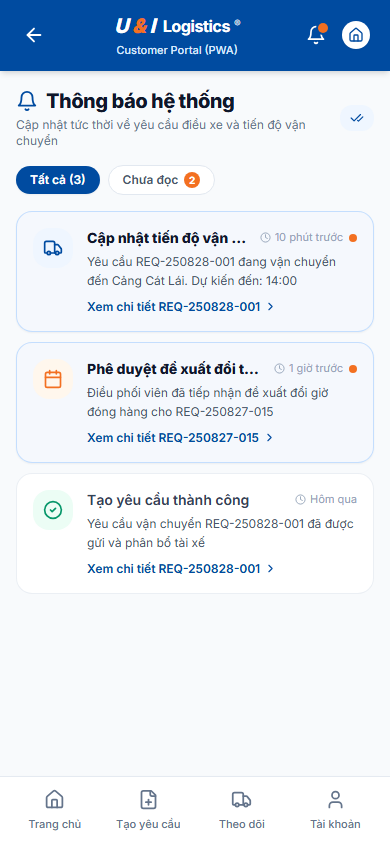 U & I Logistics ®
Customer Portal (PWA)
Thông báo hệ thống
Cập nhật tức thời về yêu cầu điều xe và tiến độ vận
chuyển
Tất cả (3)
Chưa đọc 2
Cập nhật tiến độ vận ... 10 phút trước
Yêu cầu REQ-250828-001 đang vận chuyển
đến Cảng Cát Lái. Dự kiến đến: 14:00
Xem chi tiết REQ-250828-001
Phê duyệt đề xuất đổi t... 1 giờ trước
Điều phối viên đã tiếp nhận đề xuất đổi giờ
đóng hàng cho REQ-250827-015
Xem chi tiết REQ-250827-015
Tạo yêu cầu thành công Hôm qua
Yêu cầu vận chuyển REQ-250828-001 đã được
gửi và phân bổ tài xế
Xem chi tiết REQ-250828-001
Trang chủ
Tạo yêu cầu
Theo dõi
Tài khoản